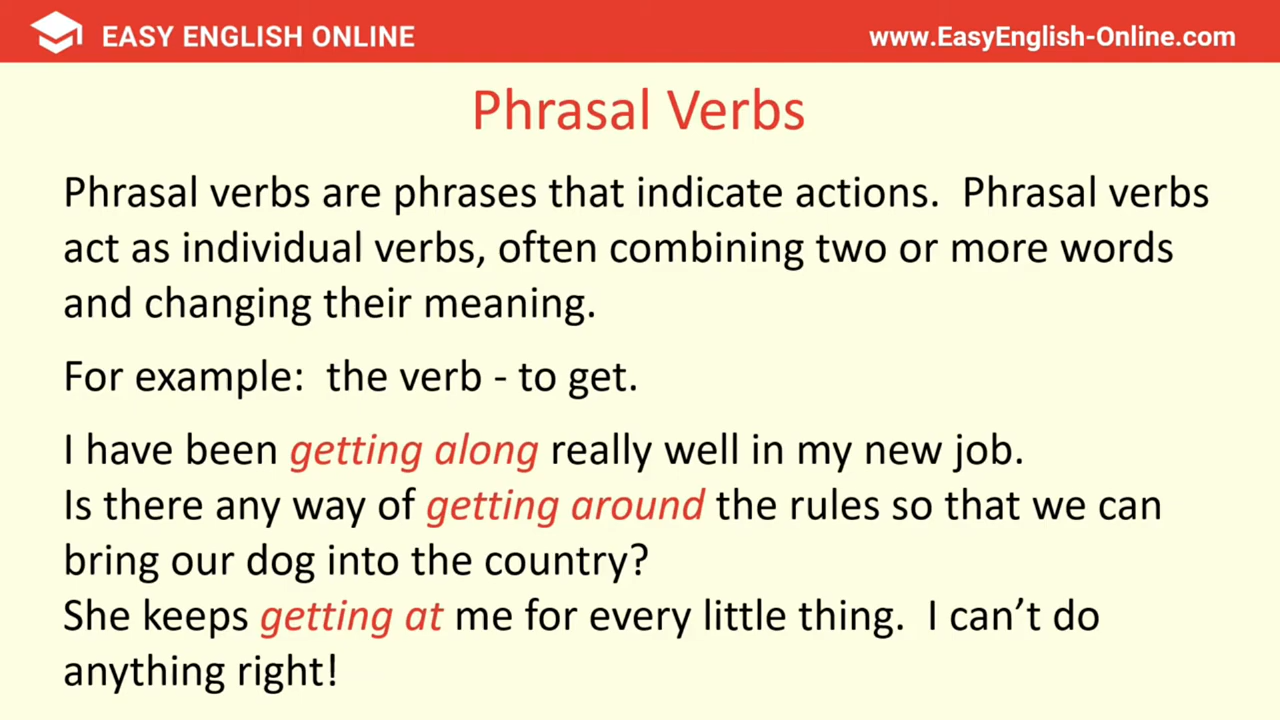 EASY ENGLISH ONLINE
www.EasyEnglish-Online.com
Phrasal Verbs
Phrasal verbs are phrases that indicate actions.  Phrasal verbs
act as individual verbs, often combining two or more words
and changing their meaning.
For example:  the verb - to get.
I have been getting along really well in my new job.
Is there any way of getting around the rules so that we can
bring our dog into the country?
She keeps getting at me for every little thing.  I can’t do
anything right!